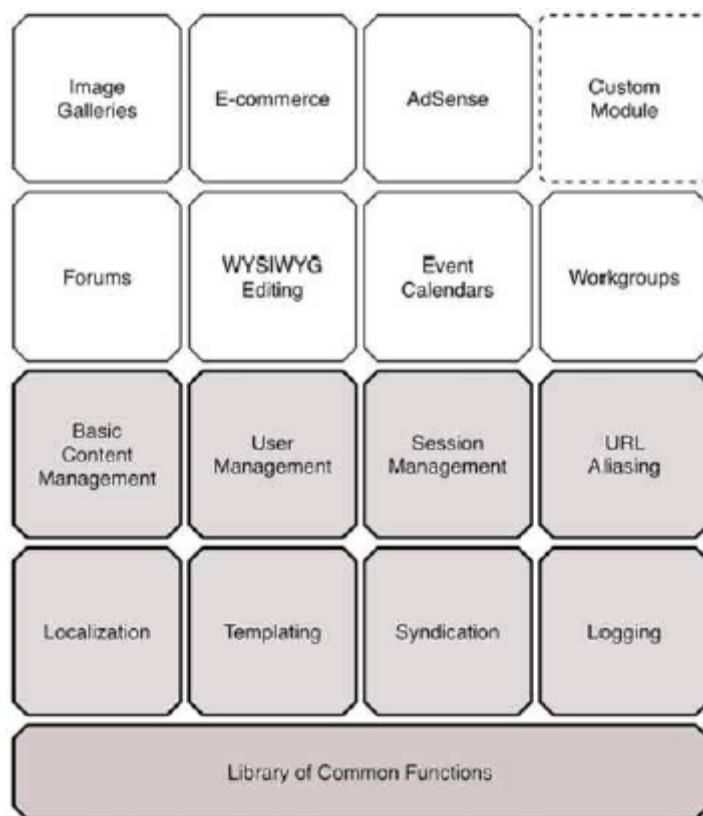 Image
Galleries
E-commerce
AdSense
Custom
Module
Forums
WYSIWYG
Editing
Event
Calendars
Workgroups
Basic
Content
Management
User
Management
Session
Management
URL
Aliasing
Localization
Templating
Syndication
Logging
Library of Common Functions